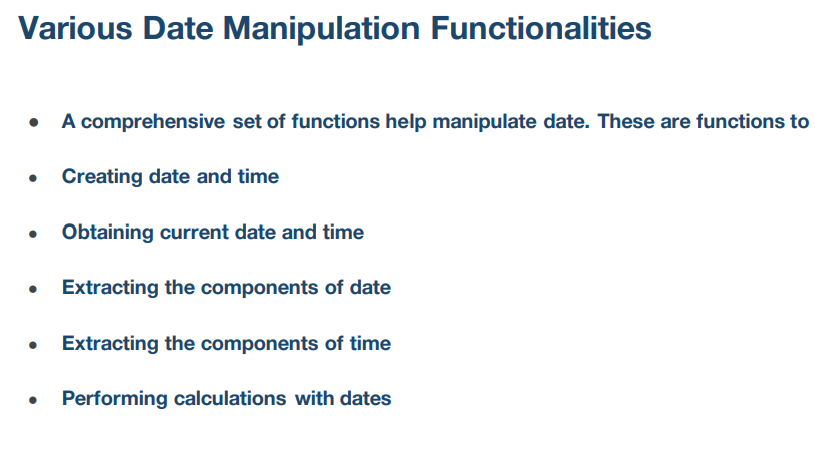 Various Date Manipulation Functionalities
● A comprehensive set of functions help manipulate date. These are functions to
● Creating date and time
● Obtaining current date and time
● Extracting the components of date
● Extracting the components of time
● Performing calculations with dates